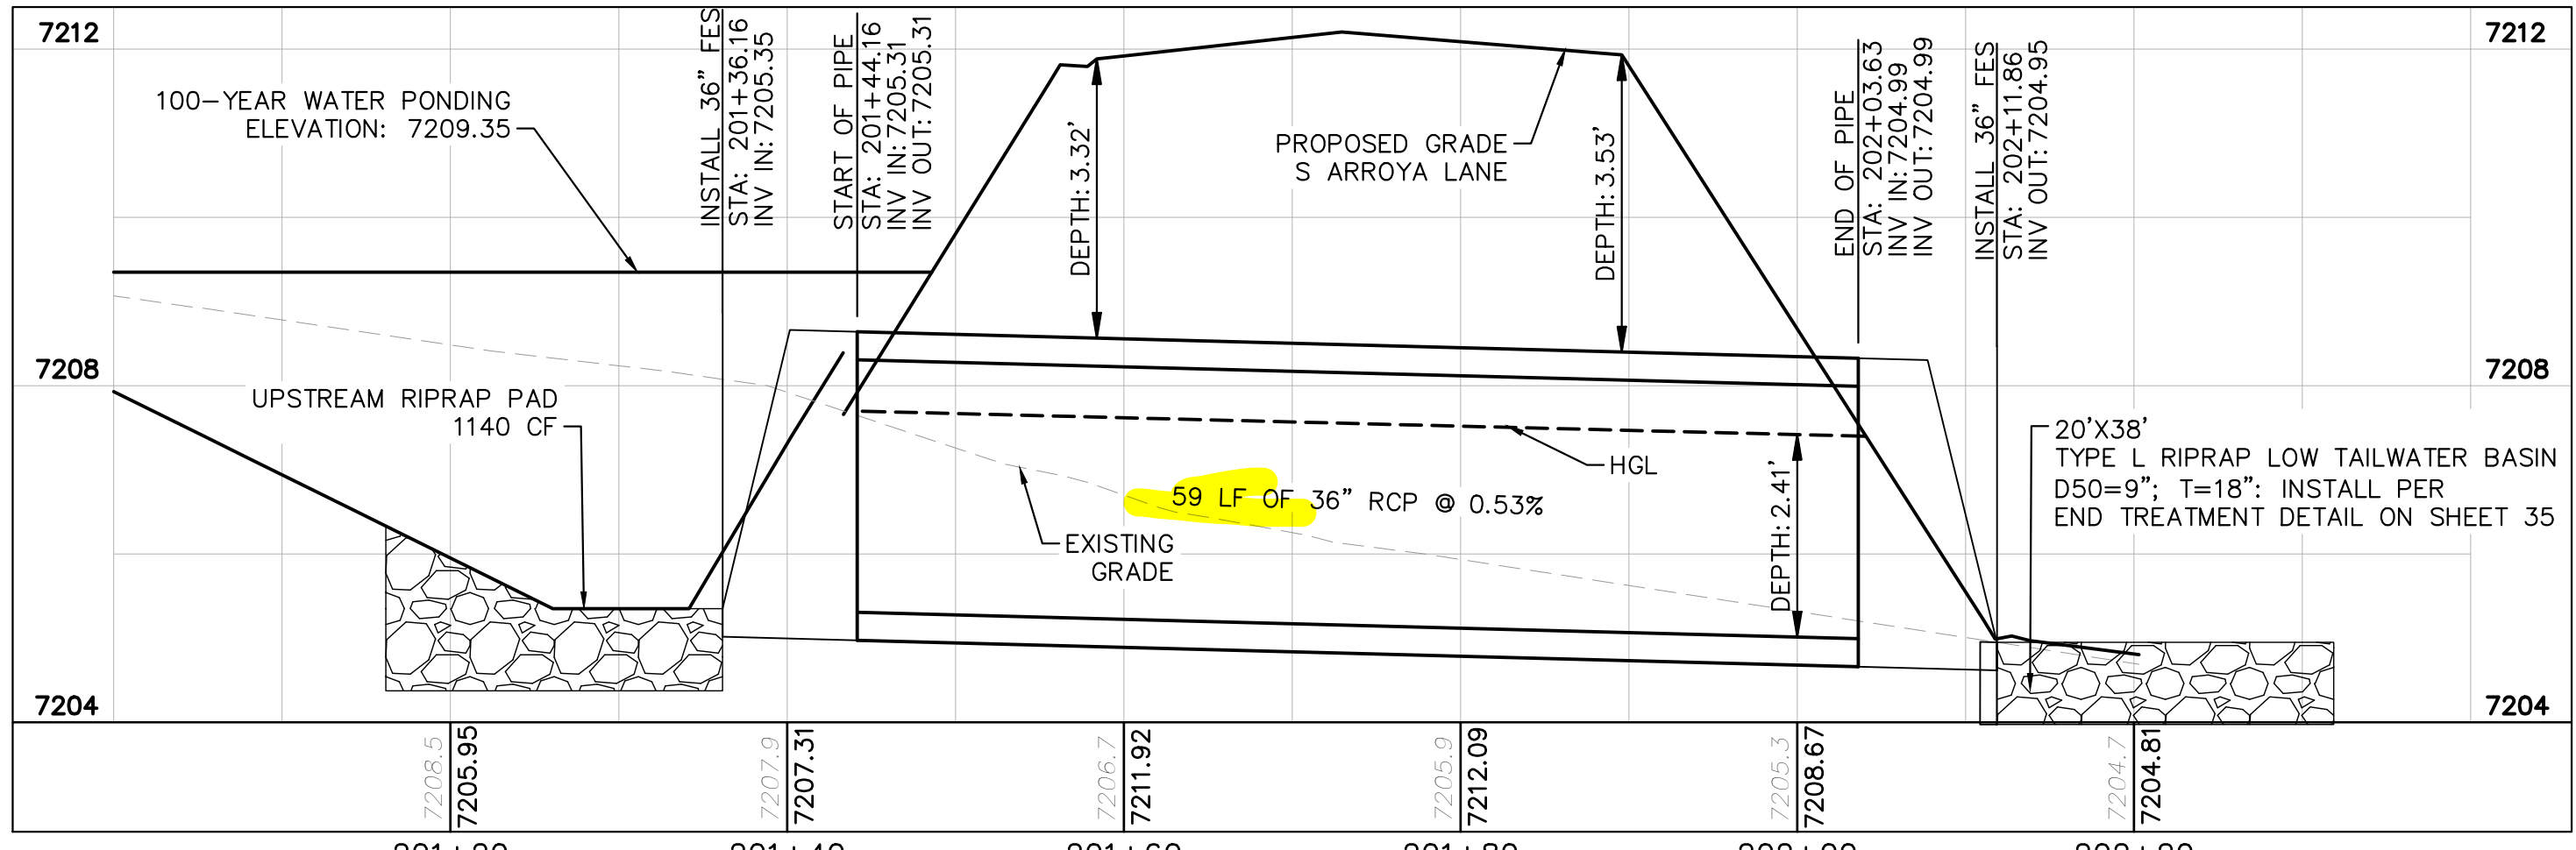 7212
7212
100-YEAR WATER PONDING
ELEVATION: 7209.35
INSTALL 36" FES
STA: 201+36.16
INV IN: 7205.35
START OF PIPE
STA: 201+44.16
INV IN: 7205.31
INV OUT: 7205.31
DEPTH: 3.32'
PROPOSED GRADE
S ARROYA LANE
DEPTH: 3.53'
END OF PIPE
STA: 202+03.63
INV IN: 7204.99
INV OUT: 7204.99
INSTALL 36" FES
STA: 202+11.86
INV OUT: 7204.95
7208
7208
UPSTREAM RIPRAP PAD
1140 CF
HGL
59 LF OF 36" RCP @ 0.53%
EXISTING
GRADE
DEPTH: 2.41'
20'X38'
TYPE L RIPRAP LOW TAILWATER BASIN
D50=9"; T=18": INSTALL PER
END TREATMENT DETAIL ON SHEET 35
7204
7204
7208.5
7205.95
7207.9
7207.31
7206.7
7211.92
7205.9
7212.09
7205.3
7208.67
7204.7
7204.81